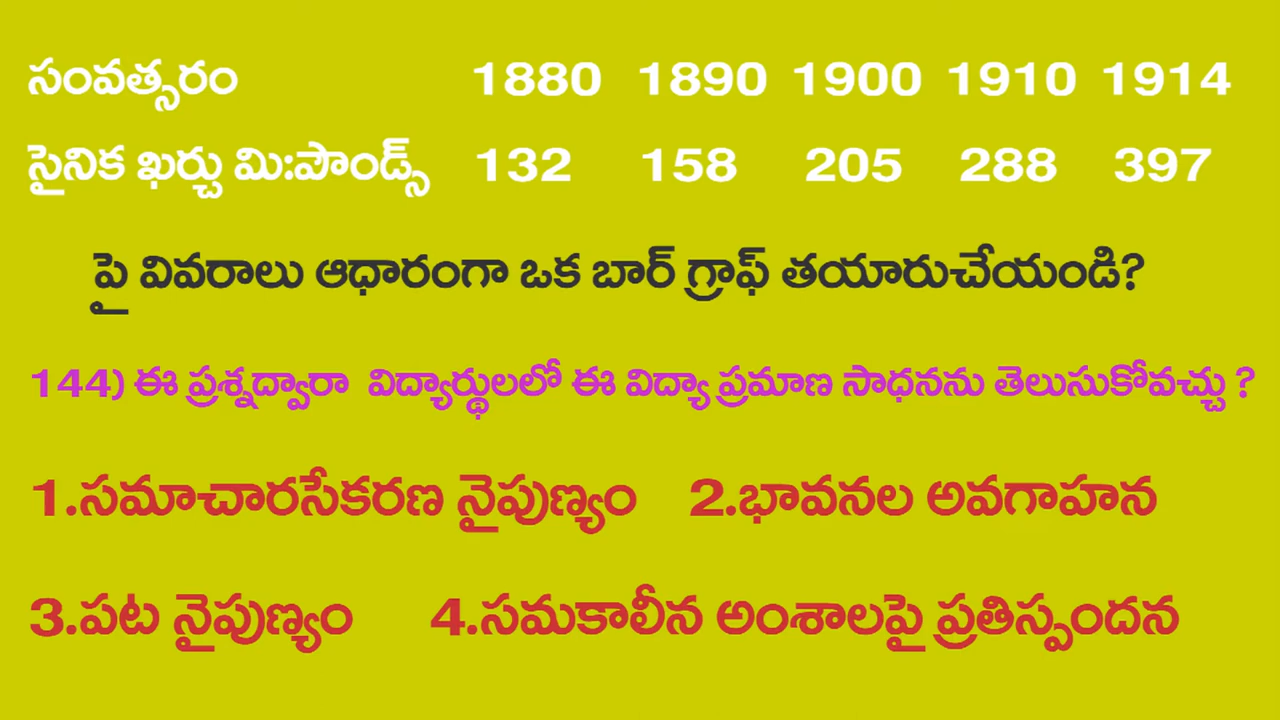 సంవత్సరం 1880 1890 1900 1910 1914
సైనిక ఖర్చు మి:పౌండ్స్ 132 158 205 288 397
పై వివరాలు ఆధారంగా ఒక బార్ గ్రాఫ్ తయారుచేయండి?
144) ఈ ప్రశ్నద్వారా విద్యార్థులలో ఈ విద్యా ప్రమాణ సాధనను తెలుసుకోవచ్చు ?
1.సమాచారసేకరణ నైపుణ్యం 2.భావనల అవగాహన
3.పట నైపుణ్యం 4.సమకాలీన అంశాలపై ప్రతిస్పందన